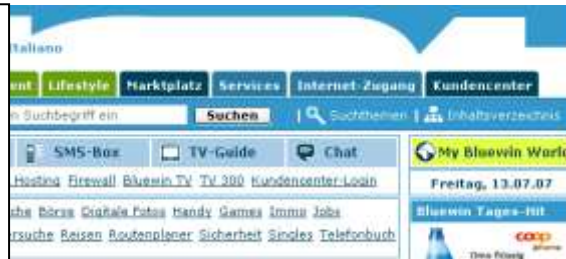 Italiano
ent Lifestyle Marktplatz Services Internet-Zugang Kundencenter
n Suchbegriff ein Suchen | Suchthemen | Inhaltsverzeichnis
SMS-Box TV-Guide Chat My Bluewin World
Hosting Firewall Bluewin TV TV 300 Kundencenter-Login
Freitag, 13.07.07
che Börse Digitale Fotos Handy Games Immo Jobs
Bluewin Tages-Hit
rsuche Reisen Routenplaner Sicherheit Singles Telefonbuch
coop